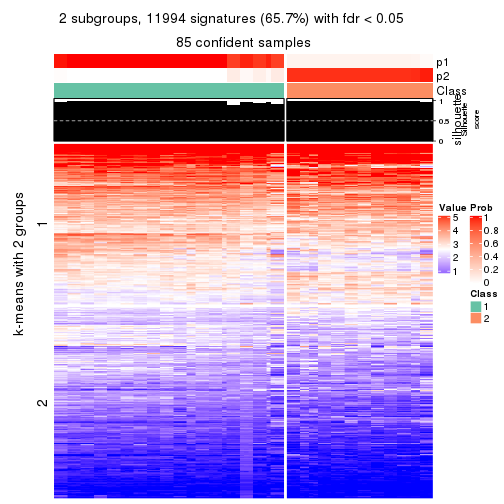 2 subgroups, 11994 signatures (65.7%) with fdr < 0.05
85 confident samples
p1
p2
Class
1
0.5
0
silhouette
Silhouette
score
k-means with 2 groups
1
2
Value
5
4
3
2
1
Prob
1
0.8
0.6
0.4
0.2
0
Class
1
2